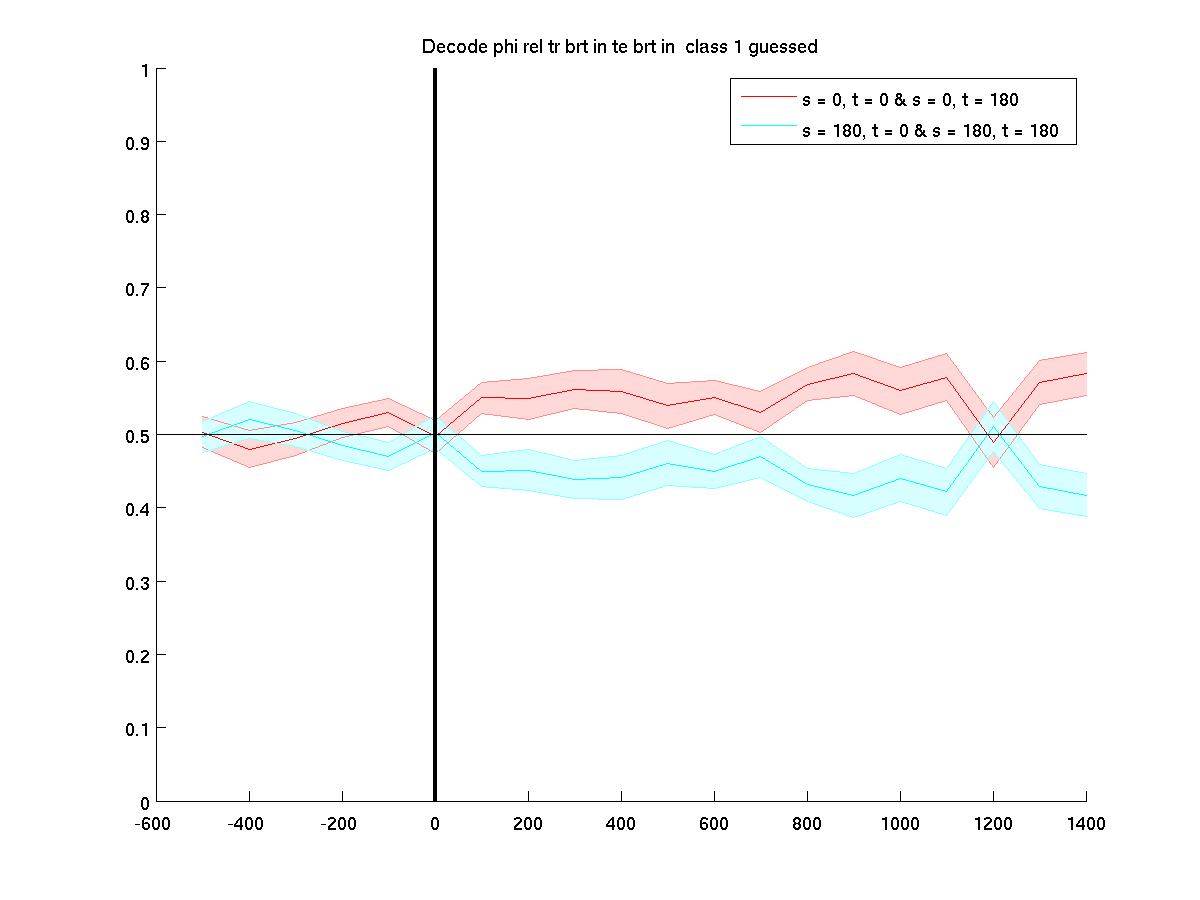 Decode phi rel tr brt in te brt in  class 1 guessed
s = 0, t = 0 & s = 0, t = 180
s = 180, t = 0 & s = 180, t = 180
1
0.9
0.8
0.7
0.6
0.5
0.4
0.3
0.2
0.1
0
-600 -400 -200 0 200 400 600 800 1000 1200 1400